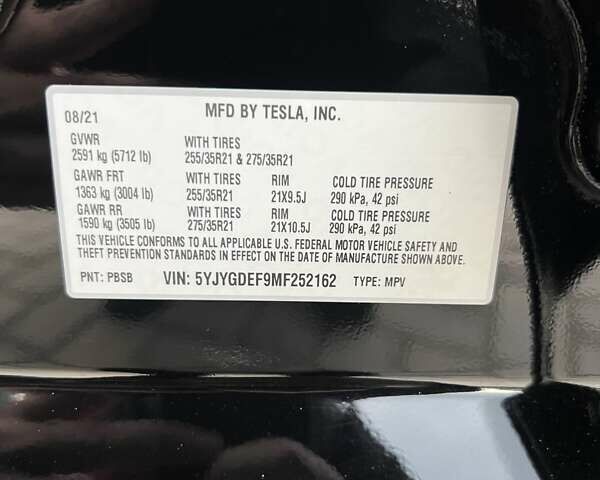 08/21 MFD BY TESLA, INC.
GVWR WITH TIRES
2591 kg (5712 lb) 255/35R21 & 275/35R21
GAWR FRT WITH TIRES RIM COLD TIRE PRESSURE
1363 kg (3004 lb) 255/35R21 21X9.5J 290 kPa, 42 psi
GAWR RR WITH TIRES RIM COLD TIRE PRESSURE
1590 kg (3505 lb) 275/35R21 21X10.5J 290 kPa, 42 psi
THIS VEHICLE CONFORMS TO ALL APPLICABLE U.S. FEDERAL MOTOR VEHICLE SAFETY AND
THEFT PREVENTION STANDARDS IN EFFECT ON THE DATE OF MANUFACTURE SHOWN ABOVE.
PNT: PBSB VIN: 5YJYGDEF9MF252162 TYPE: MPV